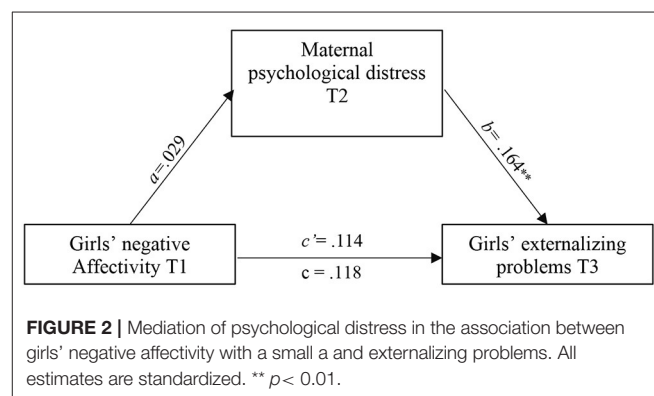 Maternal
psychological distress
T2
a=.029
b= .164**
Girls' negative
Affectivity T1
c'= .114
c = .118
Girls' externalizing
problems T3
FIGURE 2 | Mediation of psychological distress in the association between
girls' negative affectivity with a small a and externalizing problems. All
estimates are standardized. ** p< 0.01.